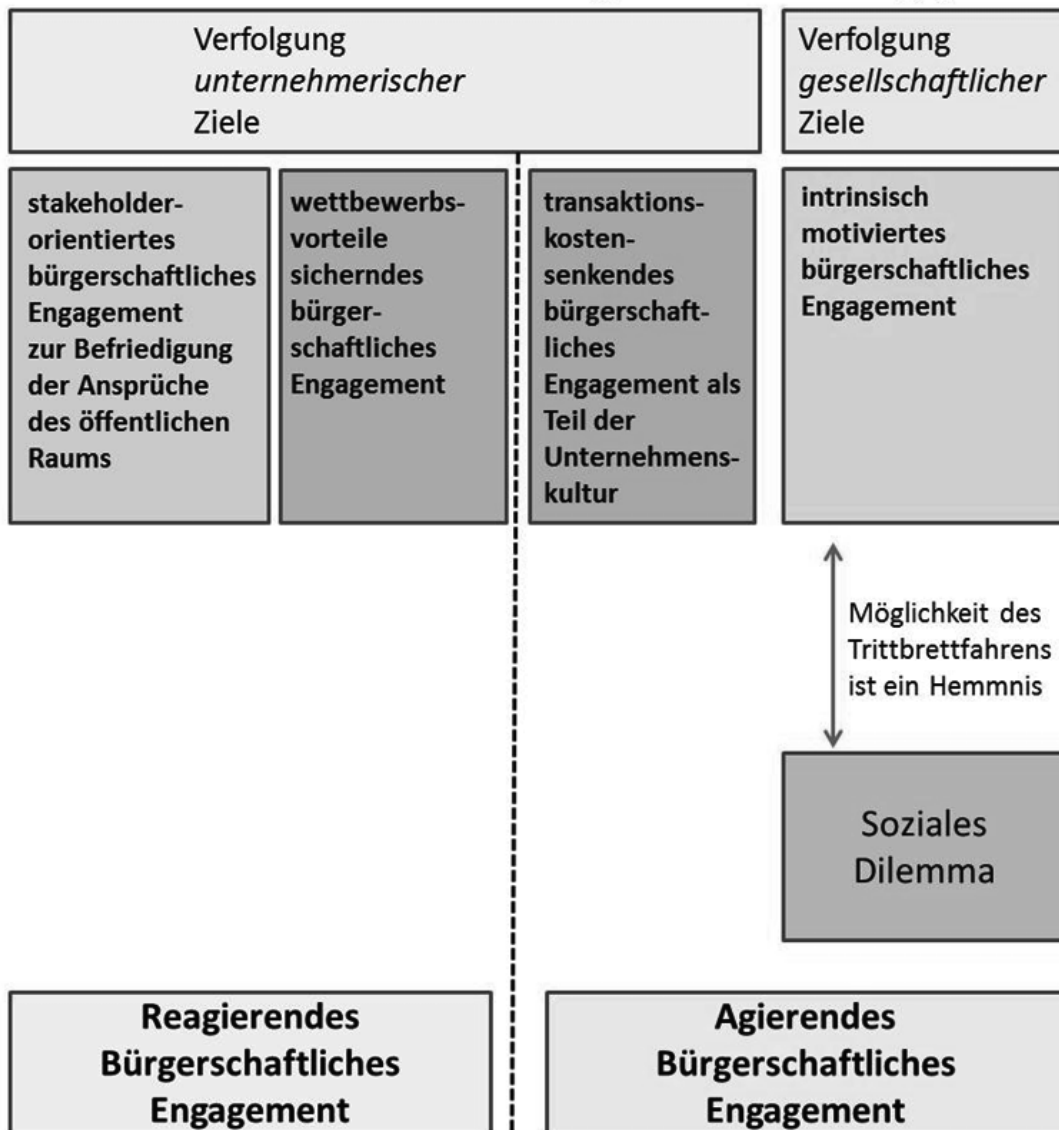 Verfolgung
unternehmerischer
Ziele
Verfolgung
gesellschaftlicher
Ziele
stakeholder-
orientiertes
bürgerschaftliches
Engagement
zur Befriedigung
der Ansprüche
des öffentlichen
Raums
wettbewerbs-
vorteile
sicherndes
bürger-
schaftliches
Engagement
transaktions-
kosten-
senkendes
bürgerschaft-
liches
Engagement als
Teil der
Unternehmens-
kultur
intrinsisch
motiviertes
bürgerschaftliches
Engagement
Möglichkeit des
Trittbrettfahrens
ist ein Hemmnis
Soziales
Dilemma
Reagierendes
Bürgerschaftliches
Engagement
Agierendes
Bürgerschaftliches
Engagement